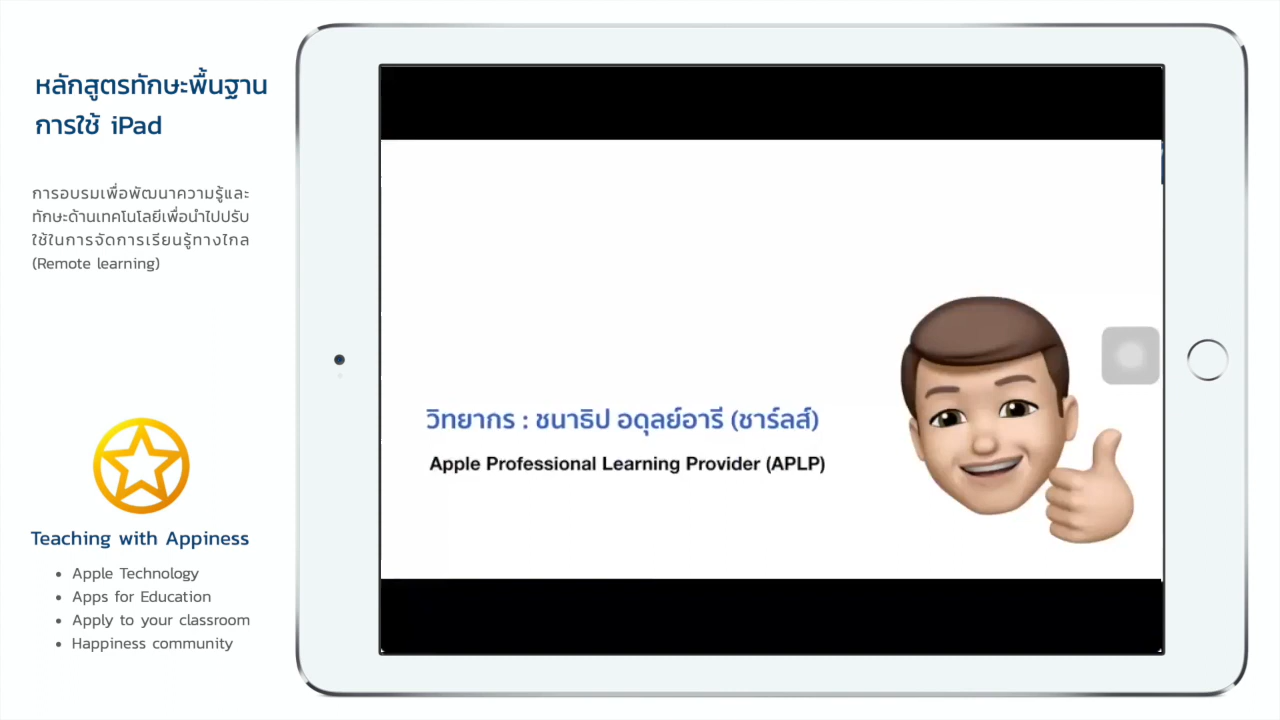 หลักสูตรทักษะพื้นฐาน
การใช้ iPad
การอบรมเพื่อพัฒนาความรู้และ
ทักษะด้านเทคโนโลยีเพื่อนำไปปรับ
ใช้ในการจัดการเรียนรู้ทางไกล
(Remote learning)
Teaching with Appiness
• Apple Technology
• Apps for Education
• Apply to your classroom
• Happiness community
วิทยากร : ชนาธิป อดุลย์อารี (ชาร์ลส์)
Apple Professional Learning Provider (APLP)